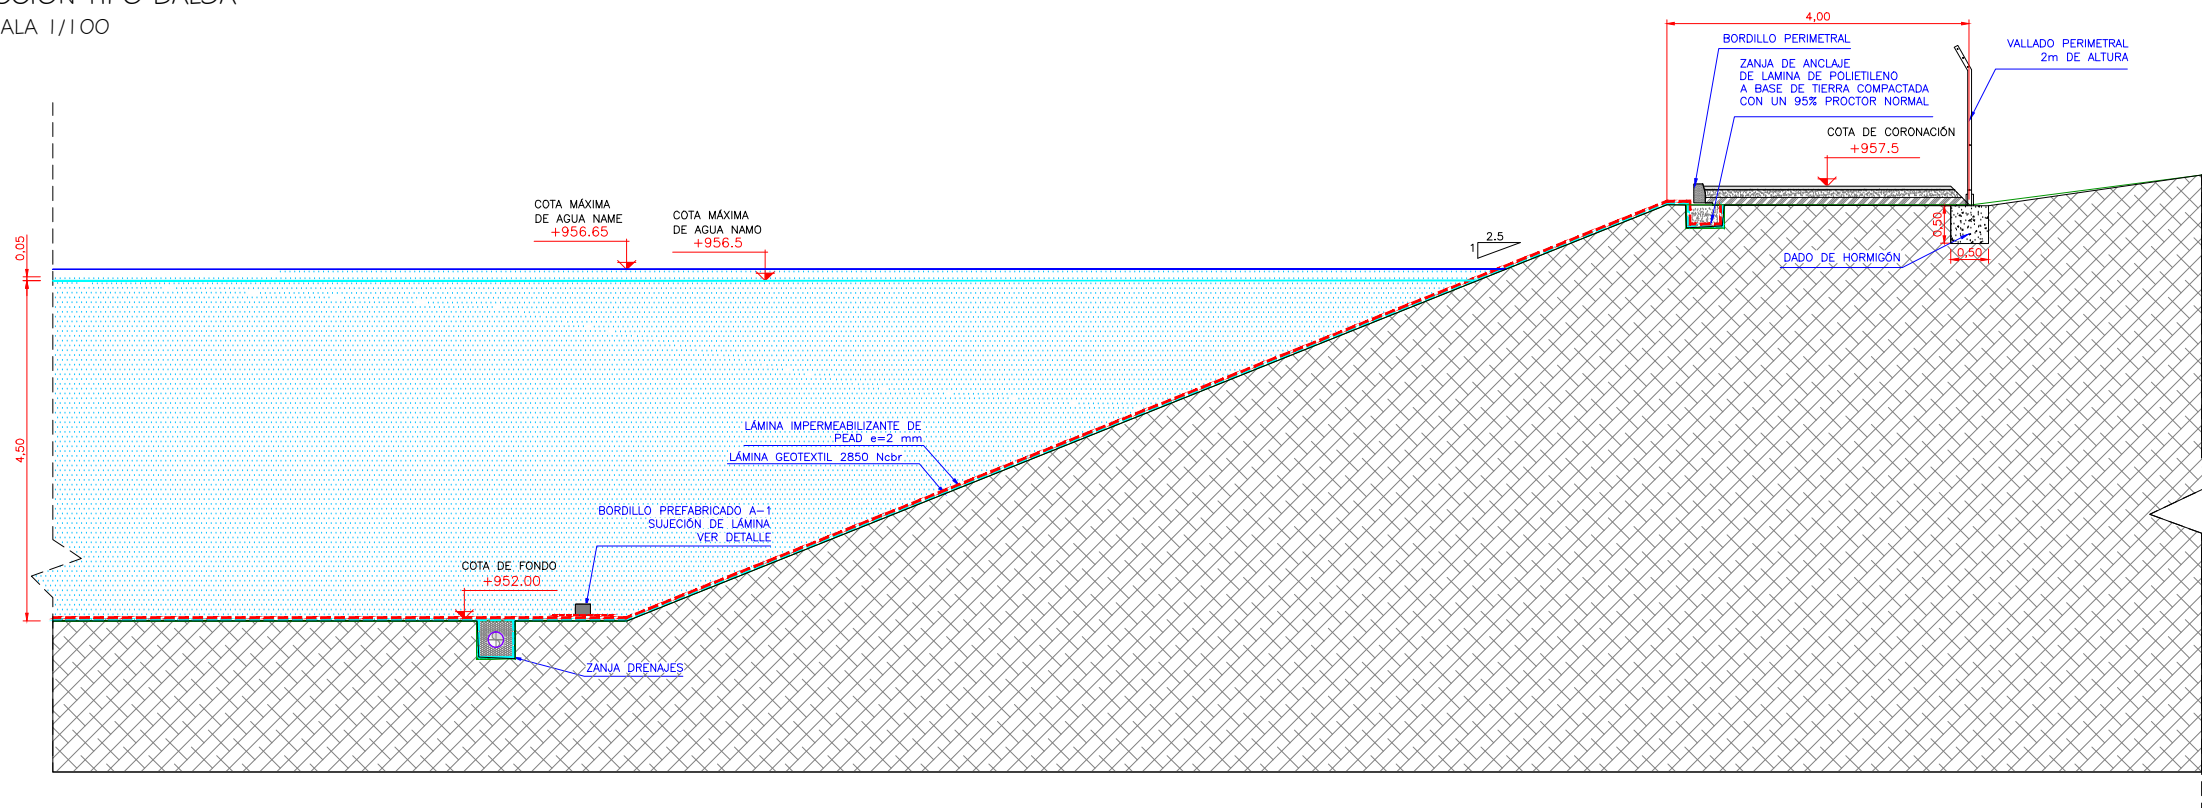 ALA 1/100
4,00
BORDILLO PERIMETRAL
VALLADO PERIMETRAL
2m DE ALTURA
ZANJA DE ANCLAJE
DE LAMINA DE POLIETILENO
A BASE DE TIERRA COMPACTADA
CON UN 95% PROCTOR NORMAL
COTA DE CORONACIÓN
+957.5
COTA MÁXIMA
DE AGUA NAME
+956.65
COTA MÁXIMA
DE AGUA NAMO
+956.5
2.5
1
0,50
0,50
DADO DE HORMIGÓN
0,05
4,50
LÁMINA IMPERMEABILIZANTE DE
PEAD e=2 mm
LÁMINA GEOTEXTIL 2850 Ncbr
BORDILLO PREFABRICADO A-1
SUJECIÓN DE LÁMINA
VER DETALLE
COTA DE FONDO
+952.00
ZANJA DRENAJES